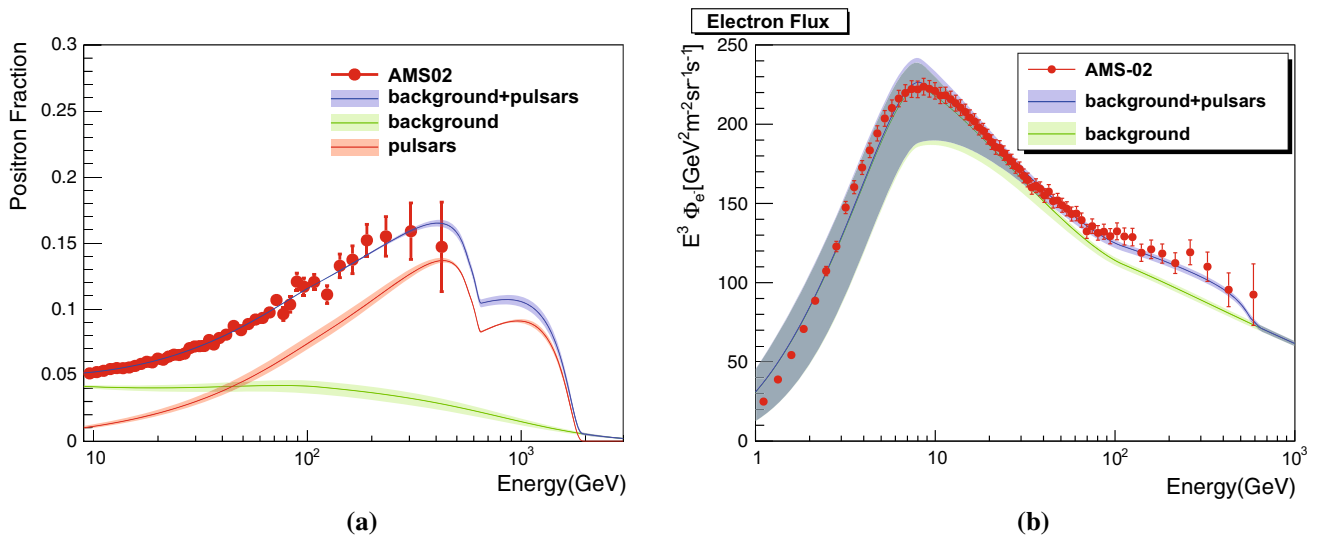 Positron Fraction
0.3
0.25
0.2
0.15
0.1
0.05
0
AMS02
background+pulsars
background
pulsars
10
10²
10³
Energy(GeV)
(a)
Electron Flux
E³ Φe⁻[GeV²m⁻²sr⁻¹s⁻¹]
250
200
150
100
50
0
AMS-02
background+pulsars
background
1
10
10²
10³
Energy(GeV)
(b)